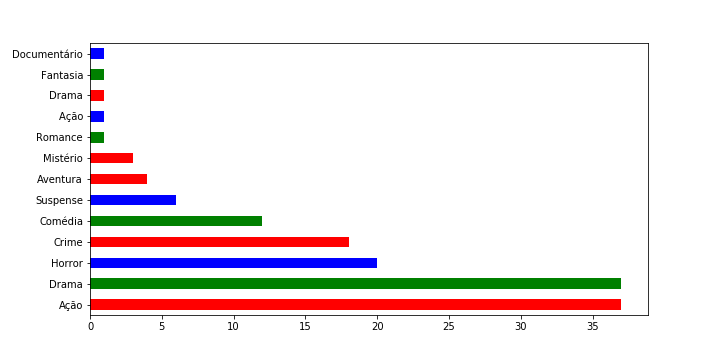 Documentário
Fantasia
Drama
Ação
Romance
Mistério
Aventura
Suspense
Comédia
Crime
Horror
Drama
Ação
0 5 10 15 20 25 30 35